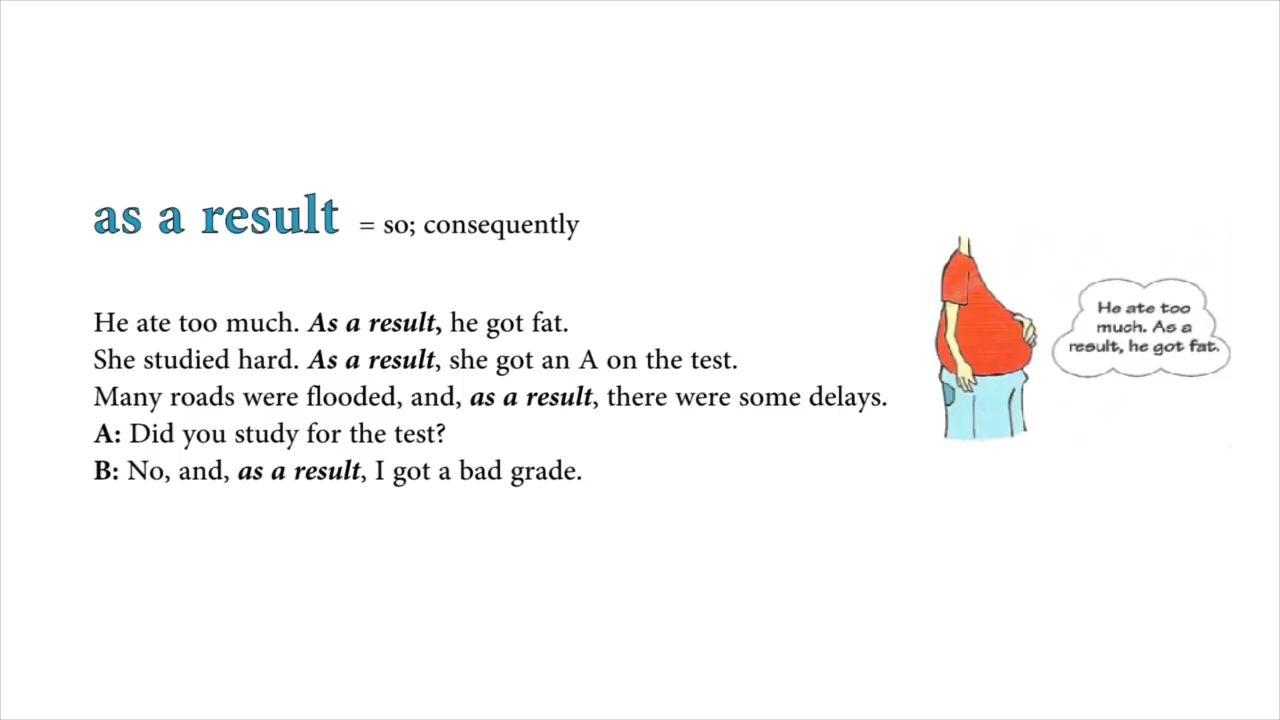 as a result = so; consequently
He ate too much. As a result, he got fat.
She studied hard. As a result, she got an A on the test.
Many roads were flooded, and, as a result, there were some delays.
A: Did you study for the test?
B: No, and, as a result, I got a bad grade.
He ate too
much. As a
result, he got fat.